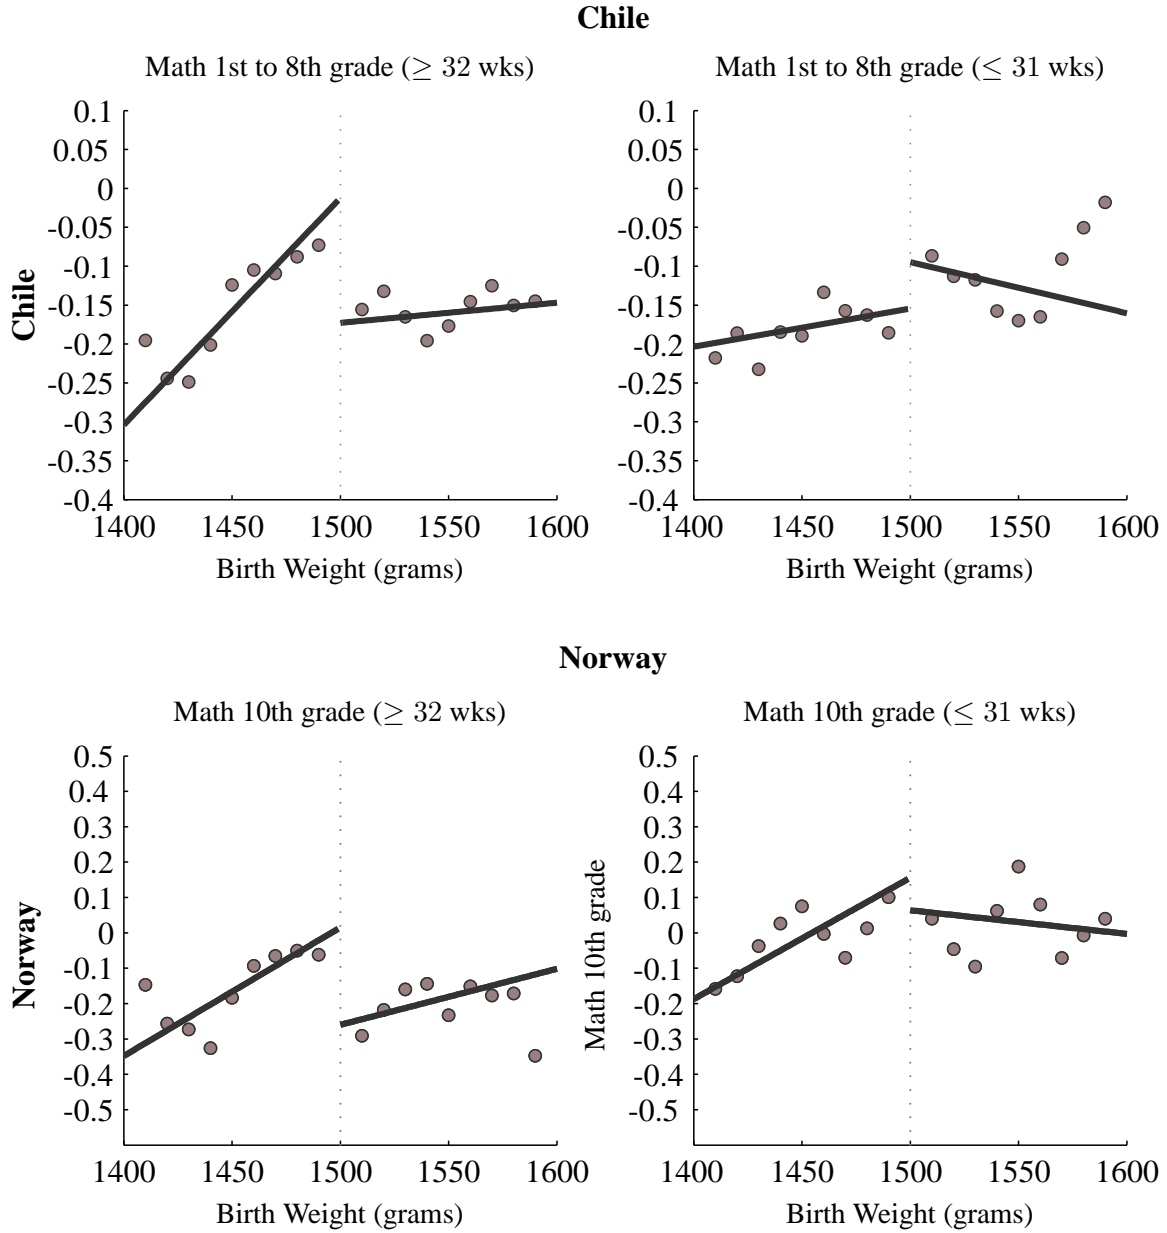 Chile
Math 1st to 8th grade (≥ 32 wks)
Math 1st to 8th grade (≤ 31 wks)
Chile
0.1
0.05
0
-0.05
-0.1
-0.15
-0.2
-0.25
-0.3
-0.35
-0.4
1400 1450 1500 1550 1600
Birth Weight (grams)
0.1
0.05
0
-0.05
-0.1
-0.15
-0.2
-0.25
-0.3
-0.35
-0.4
1400 1450 1500 1550 1600
Birth Weight (grams)
Norway
Math 10th grade (≥ 32 wks)
Math 10th grade (≤ 31 wks)
Norway
0.5
0.4
0.3
0.2
0.1
0
-0.1
-0.2
-0.3
-0.4
-0.5
1400 1450 1500 1550 1600
Birth Weight (grams)
Math 10th grade
0.5
0.4
0.3
0.2
0.1
0
-0.1
-0.2
-0.3
-0.4
-0.5
1400 1450 1500 1550 1600
Birth Weight (grams)